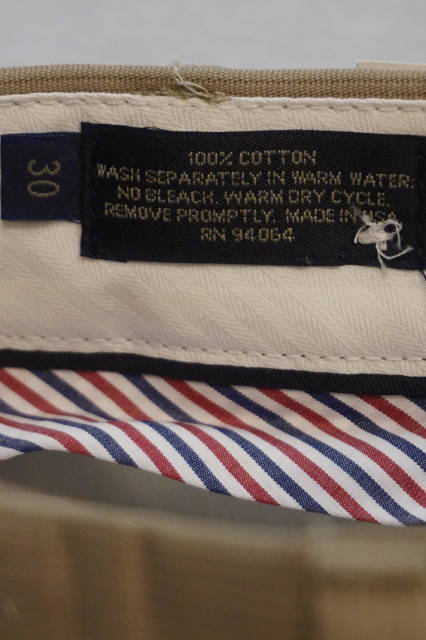 30
100% COTTON
WASH SEPARATELY IN WARM WATER.
NO BLEACH. WARM DRY CYCLE.
REMOVE PROMPTLY. MADE IN
RN 94064